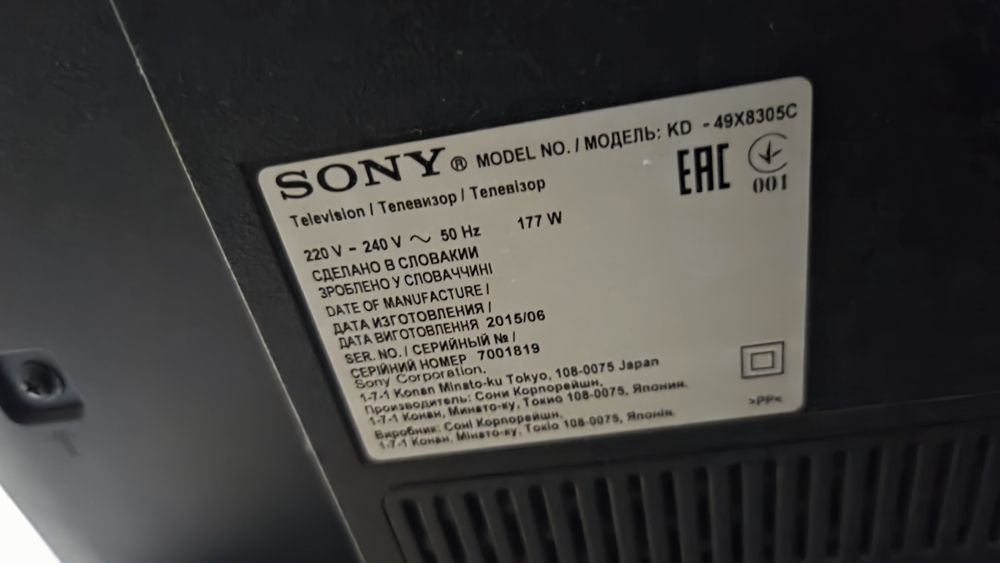 SONY® MODEL NO. / МОДЕЛЬ: KD - 49X8305C
Television / Телевизор / Телевізор
EAC
001
220 V - 240 V ~ 50 Hz 177 W
СДЕЛАНО В СЛОВАКИИ
ЗРОБЛЕНО У СЛОВАЧЧИНІ
DATE OF MANUFACTURE /
ДАТА ИЗГОТОВЛЕНИЯ /
ДАТА ВИГОТОВЛЕННЯ 2015/06
SER. NO. / СЕРИЙНЫЙ № /
СЕРІЙНИЙ НОМЕР 7001819
Sony Corporation,
1-7-1 Konan Minato-ku Tokyo, 108-0075 Japan
Производитель: Сони Корпорейшн,
1-7-1 Конан, Минато-ку, Токио 108-0075, Япония.
Виробник: Соні Корпорейшн.
1-7-1 Конан, Мінато-ку, Токіо 108-0075, Японія.
>PP<